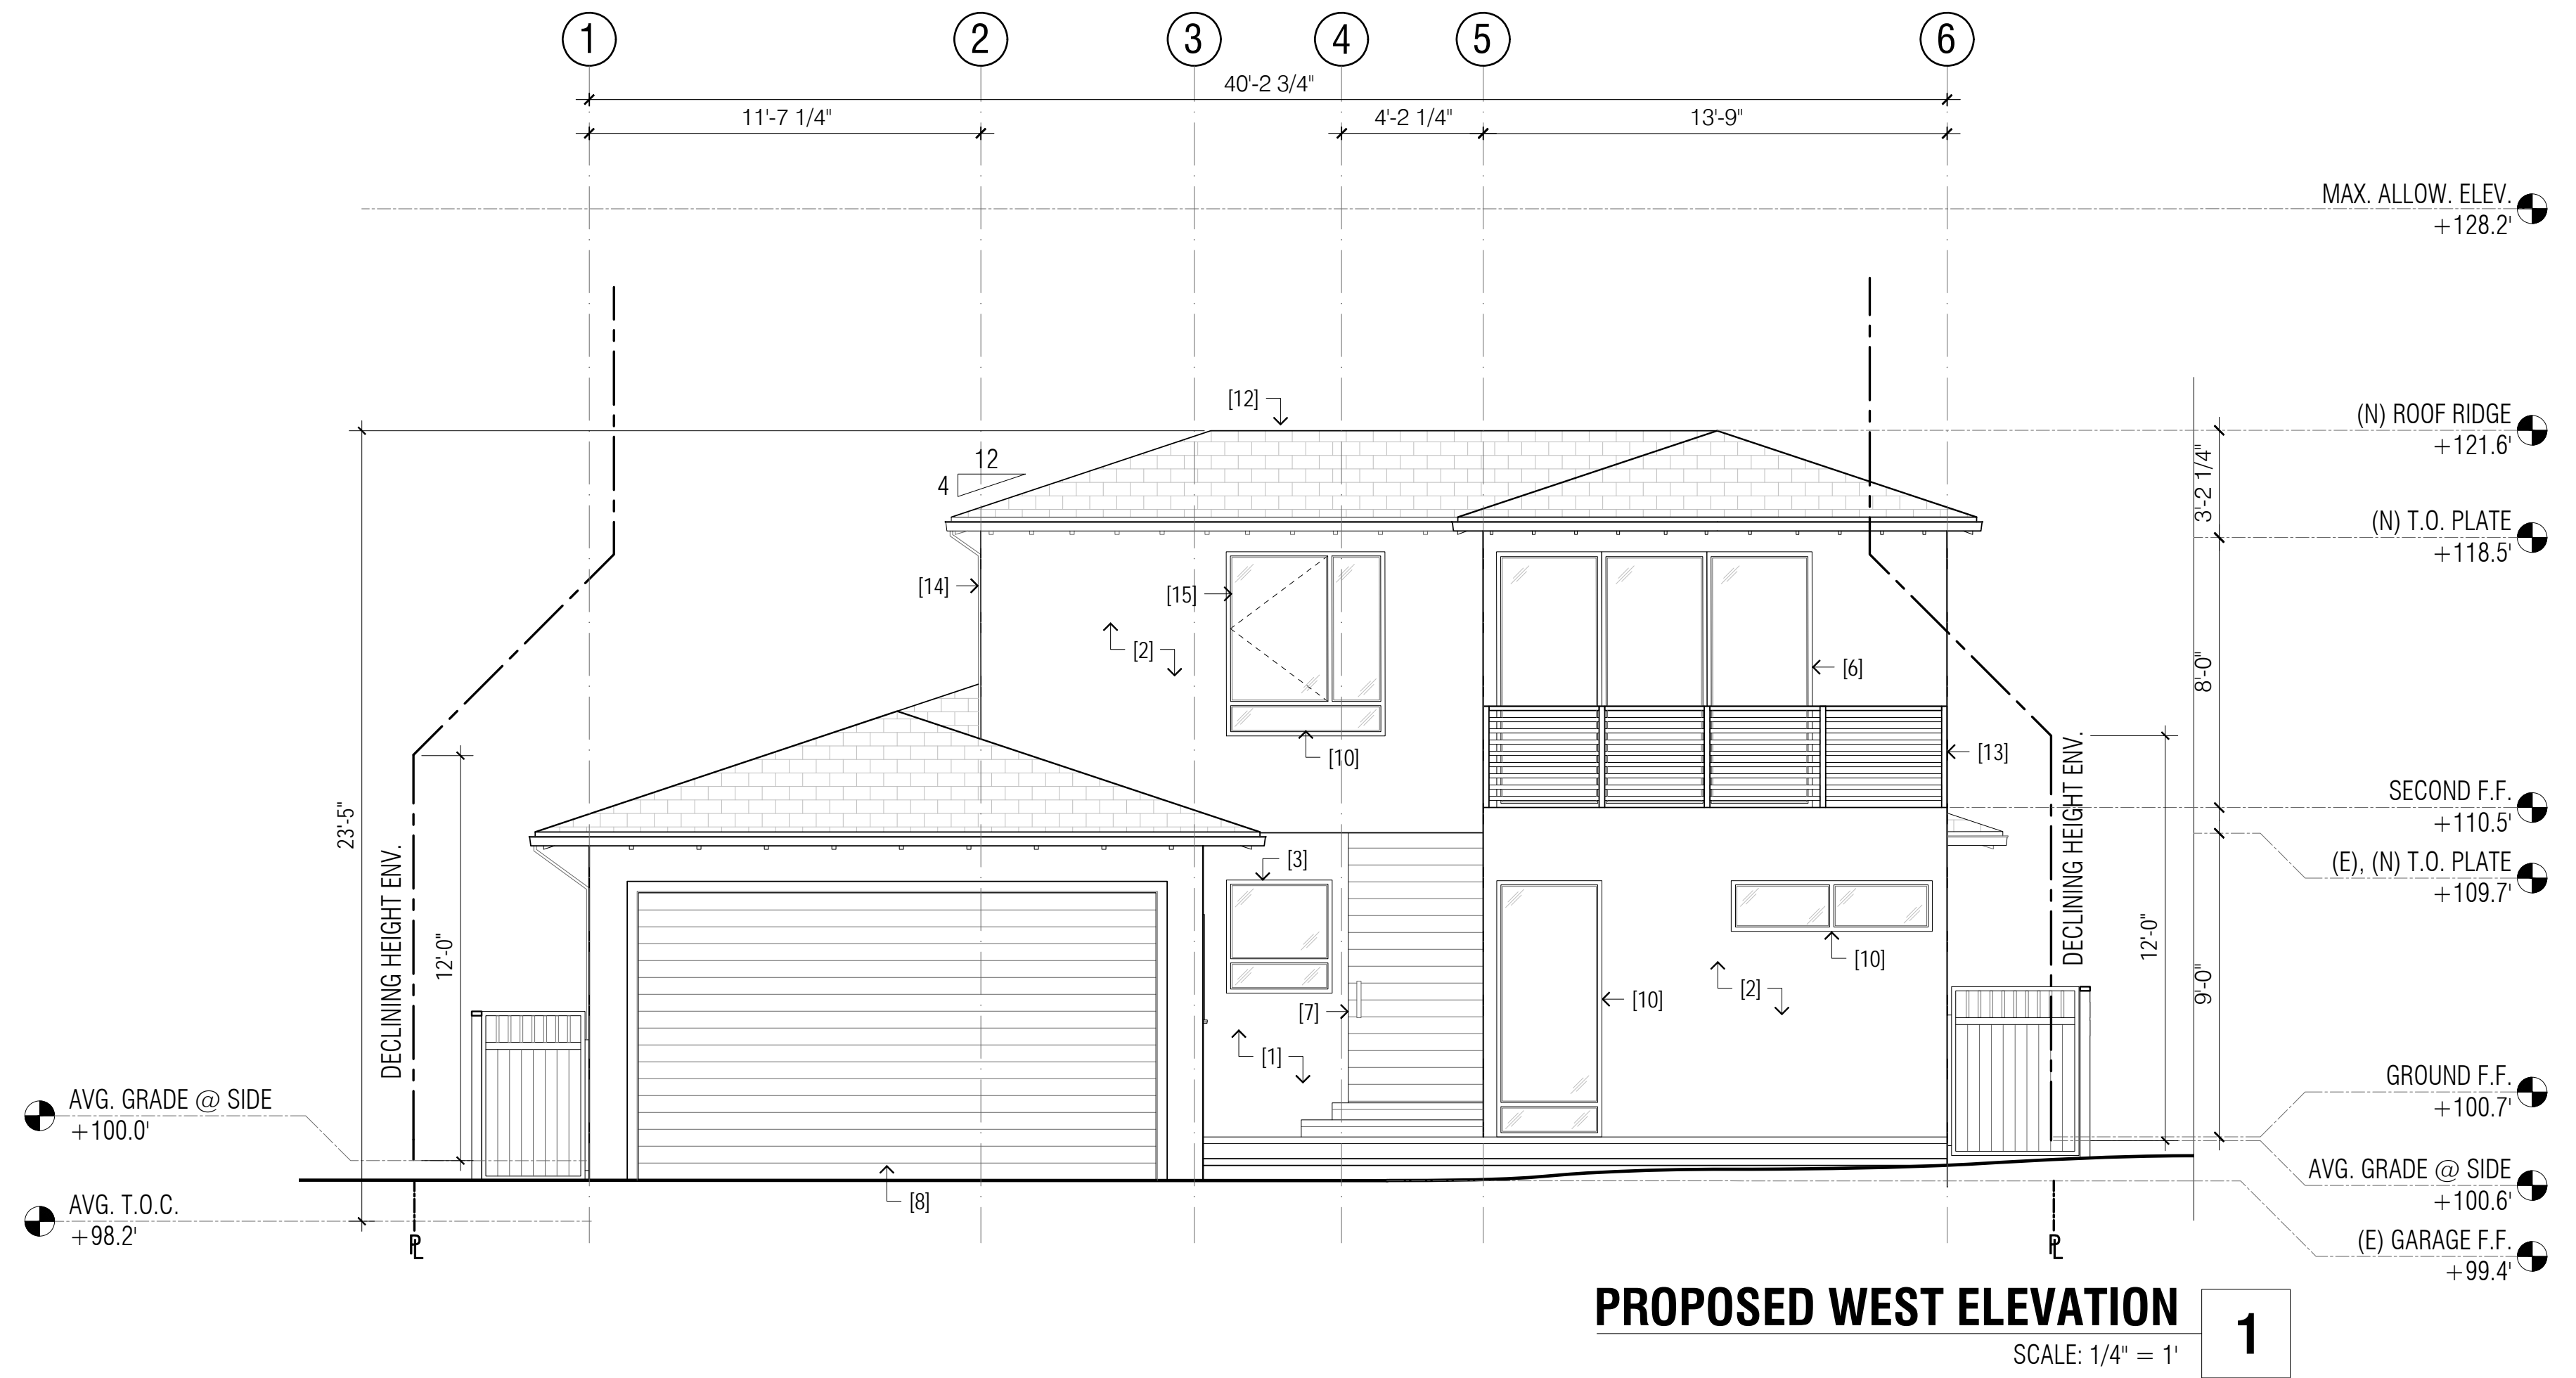 1 2 3 4 5 6
40'-2 3/4"
11'-7 1/4" 4'-2 1/4" 13'-9"
MAX. ALLOW. ELEV.
+128.2'
[12]
(N) ROOF RIDGE
+121.6'
12
4
3'-2 1/4"
(N) T.O. PLATE
+118.5'
[14]
[15]
[2]
[6]
8'-0"
[10]
[13]
SECOND F.F.
+110.5'
23'-5"
DECLINING HEIGHT ENV.
12'-0"
[3]
(E), (N) T.O. PLATE
+109.7'
DECLINING HEIGHT ENV.
12'-0"
9'-0"
[10]
[2]
[10]
[7]
[1]
GROUND F.F.
+100.7'
AVG. GRADE @ SIDE
+100.0'
AVG. GRADE @ SIDE
+100.6'
[8]
AVG. T.O.C.
+98.2'
PL
PL
(E) GARAGE F.F.
+99.4'
PROPOSED WEST ELEVATION
1
SCALE: 1/4" = 1'